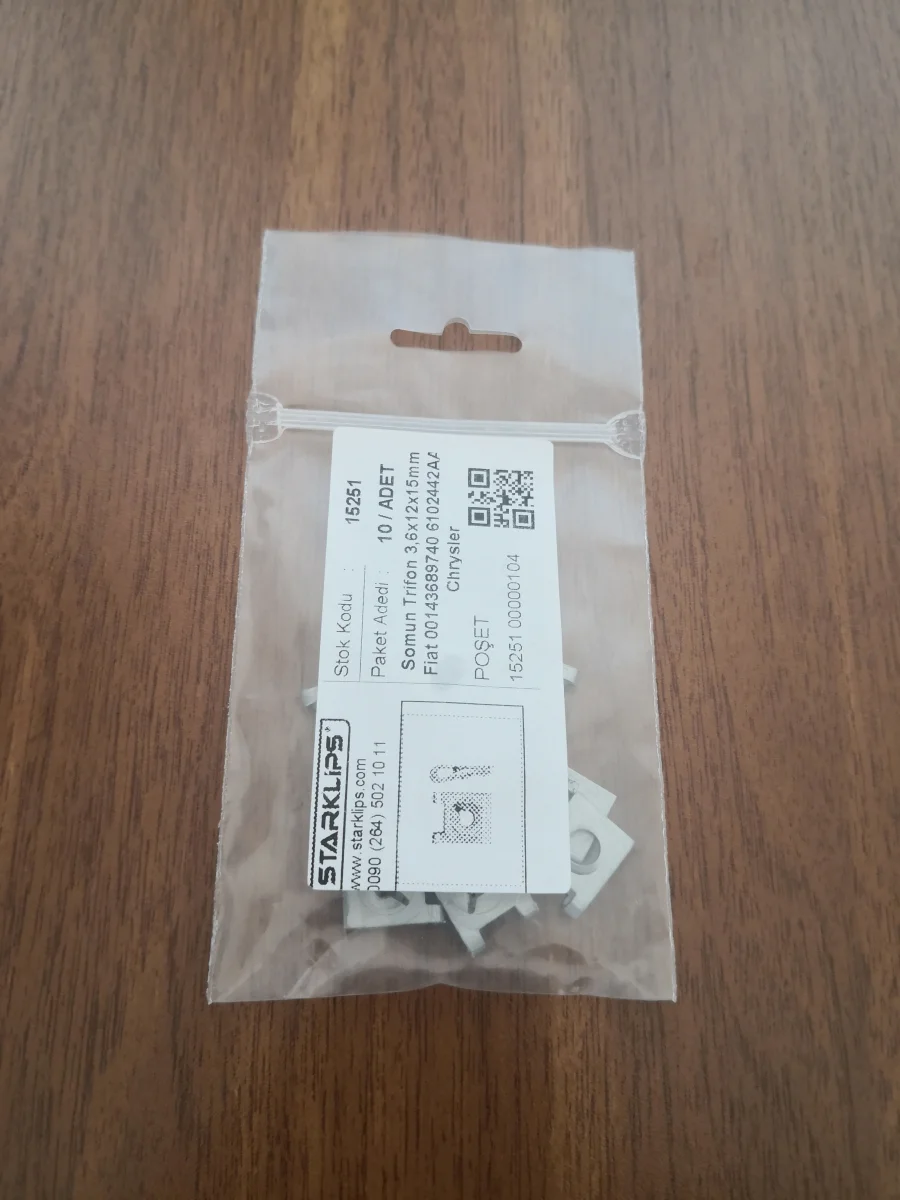 STARKLiPS*
www.starklips.com
0090 (264) 502 10 11
Stok Kodu : 15251
Paket Adedi : 10 / ADET
Somun Trifon 3,6x12x15mm
Fiat 00143689740 6102442AA
Chrysler
POŞET
15251 00000104